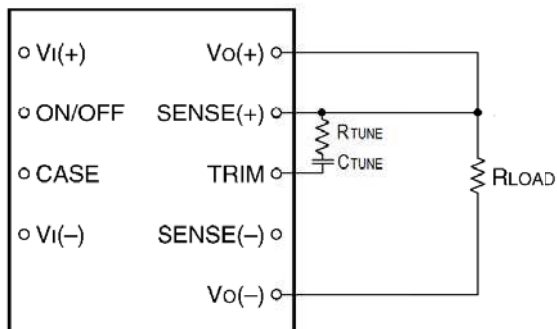 VI(+)
VO(+)
ON/OFF
SENSE(+)
RTUNE
CTUNE
CASE
TRIM
RLOAD
VI(–)
SENSE(–)
VO(–)